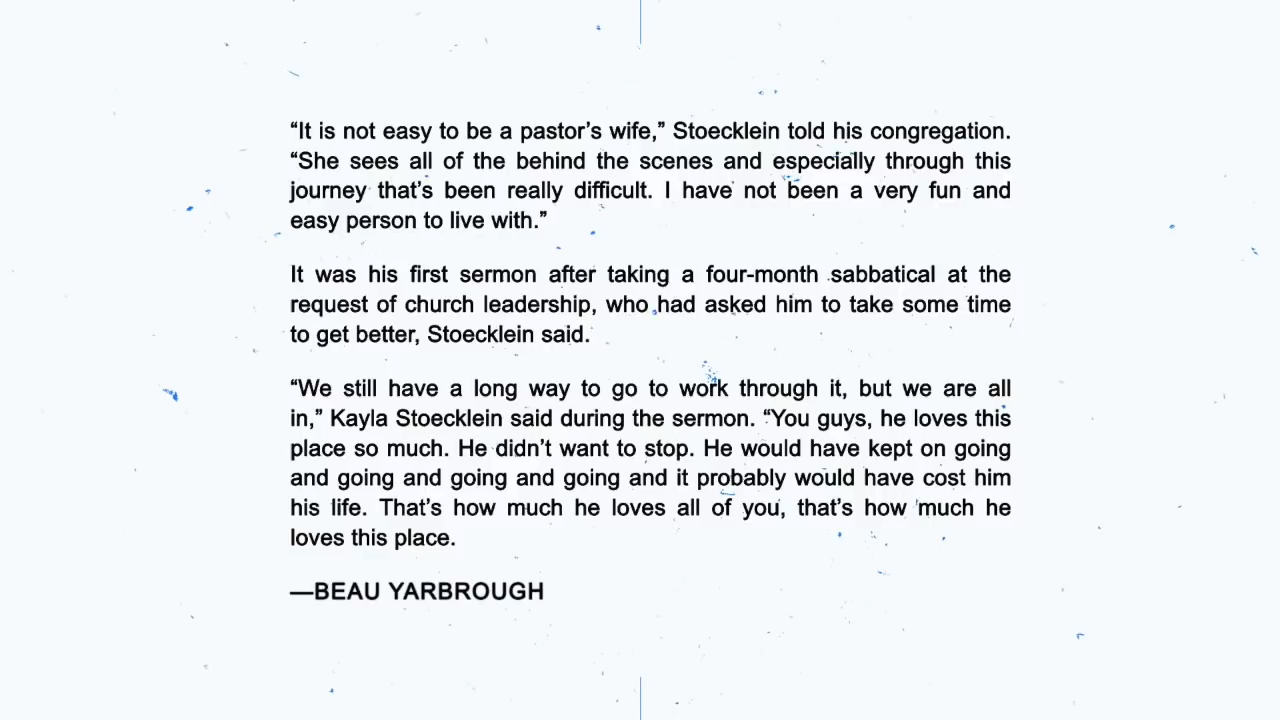 “It is not easy to be a pastor’s wife,” Stoecklein told his congregation.
“She sees all of the behind the scenes and especially through this
journey that’s been really difficult. I have not been a very fun and
easy person to live with.”
It was his first sermon after taking a four-month sabbatical at the
request of church leadership, who had asked him to take some time
to get better, Stoecklein said.
“We still have a long way to go to work through it, but we are all
in,” Kayla Stoecklein said during the sermon. “You guys, he loves this
place so much. He didn’t want to stop. He would have kept on going
and going and going and going and it probably would have cost him
his life. That’s how much he loves all of you, that’s how much he
loves this place.
—BEAU YARBROUGH